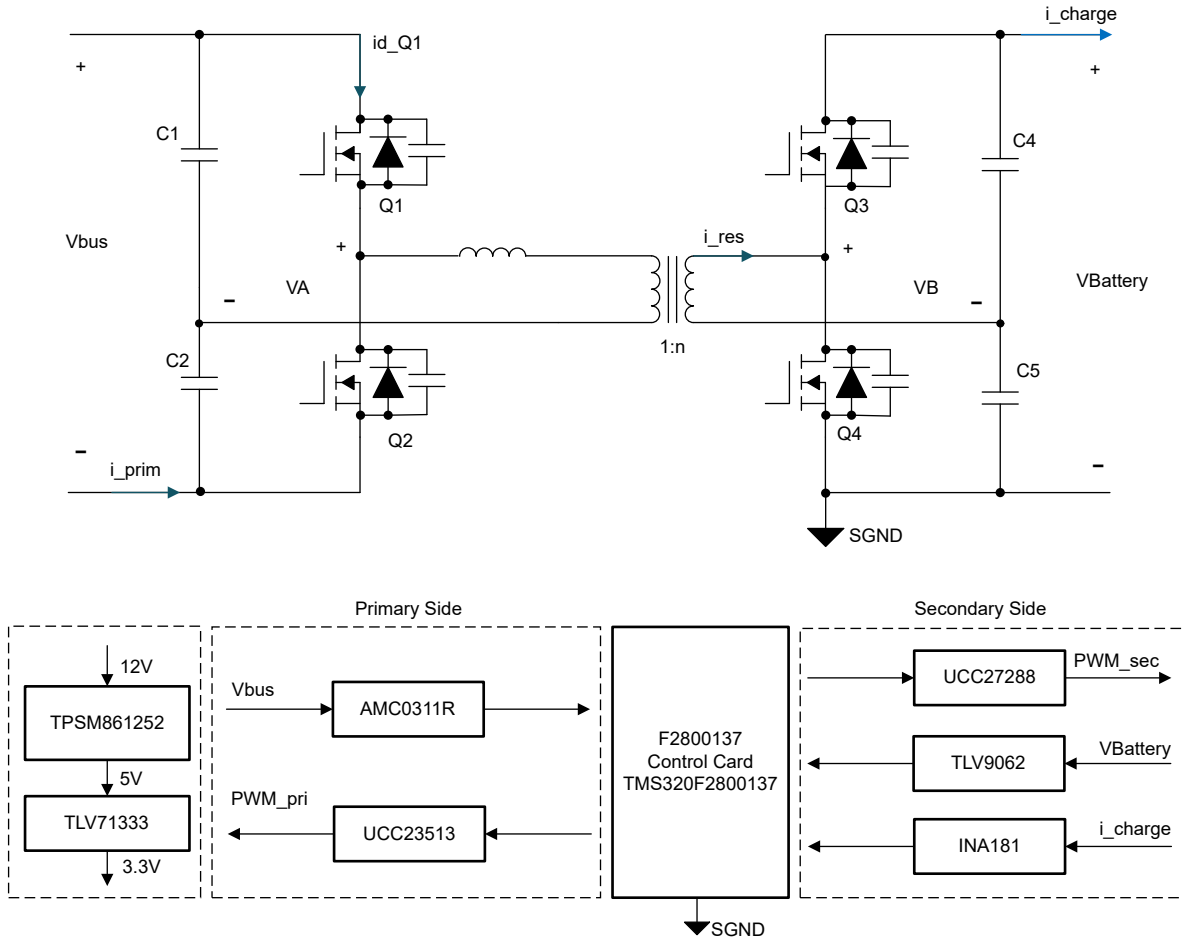 i_charge
id_Q1
+
+
C1
C4
Q1
Q3
Vbus
+
i_res
+
VBattery
-
VA
VB
-
1:n
C2
C5
Q2
Q4
-
i_prim
-
SGND
Primary Side
Secondary Side
12V
TPSM861252
5V
TLV71333
3.3V
Vbus
AMC0311R
PWM_pri
UCC23513
F2800137
Control Card
TMS320F2800137
SGND
UCC27288
PWM_sec
TLV9062
VBattery
INA181
i_charge